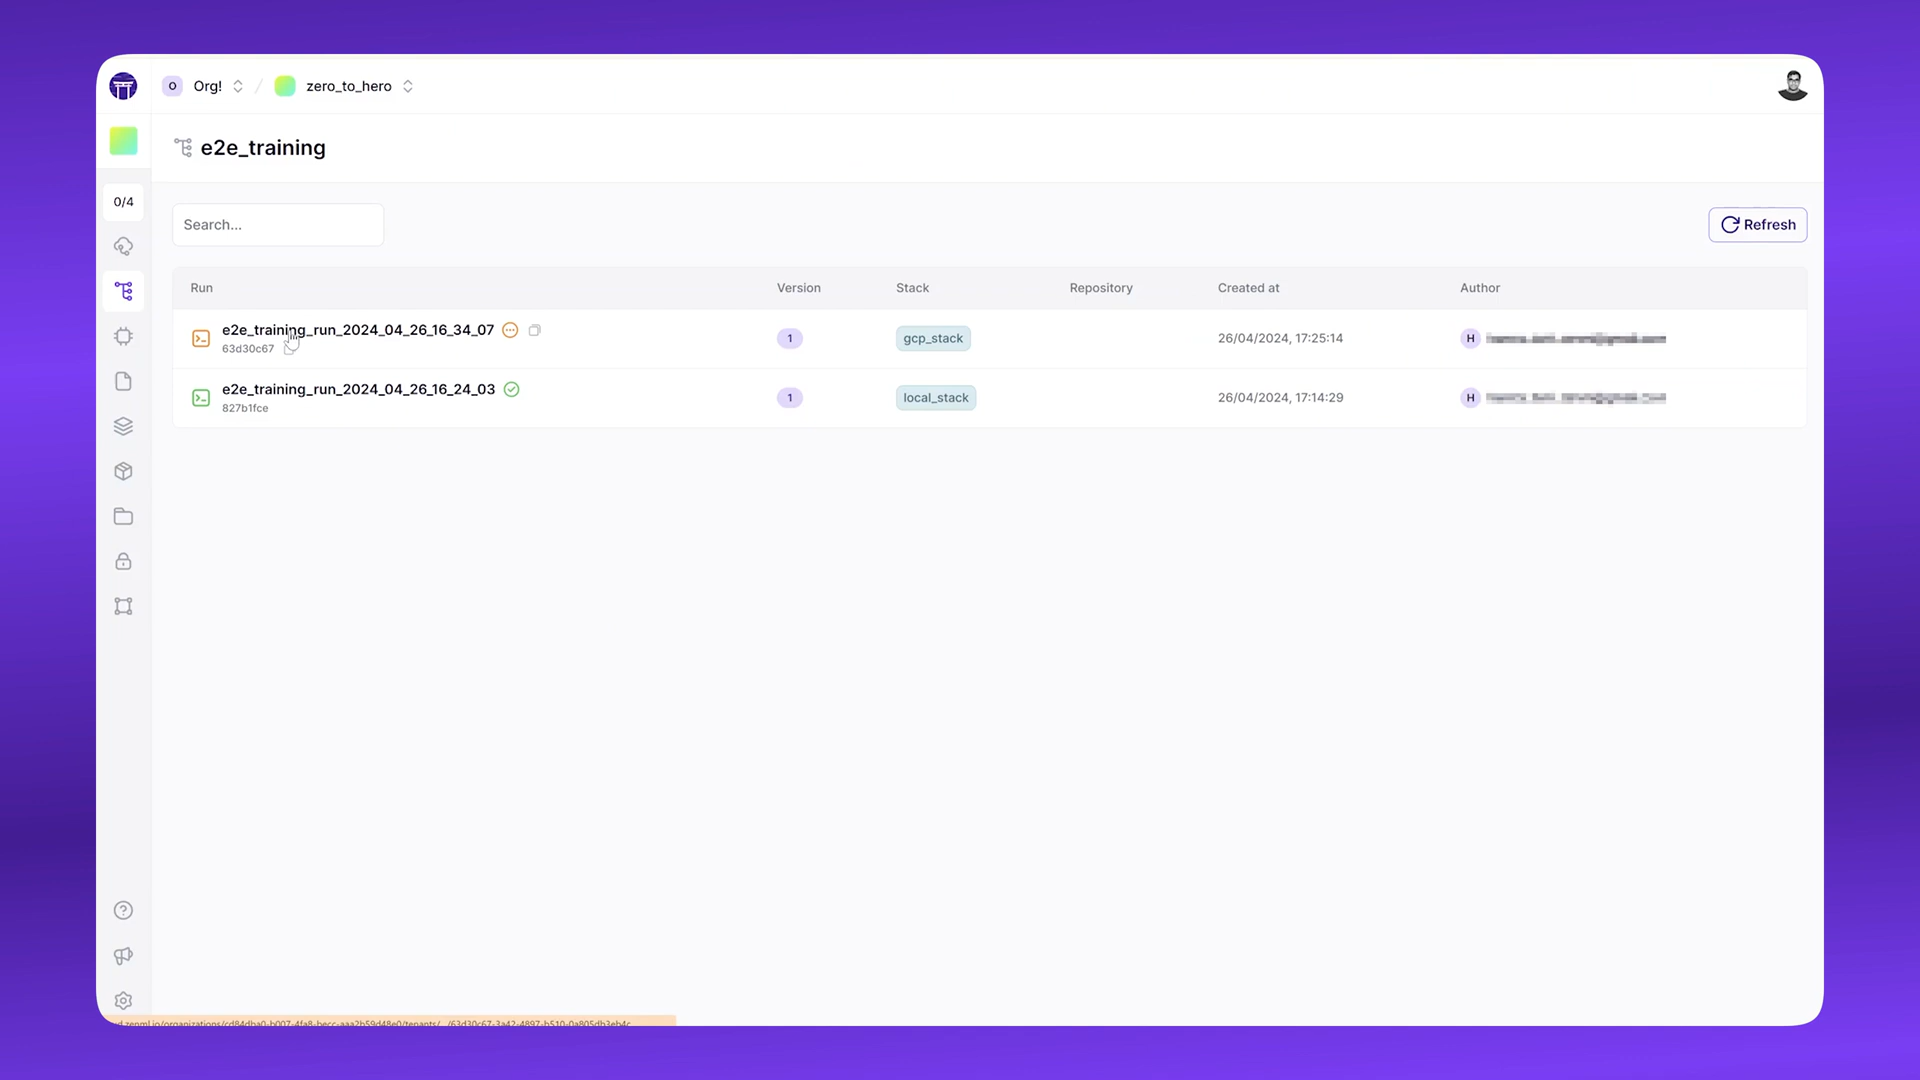 O Org! / zero_to_hero
e2e_training
0/4
Search...
Refresh
Run Version Stack Repository Created at Author
e2e_training_run_2024_04_26_16_34_07
63d30c67
1 gcp_stack 26/04/2024, 17:25:14 H
e2e_training_run_2024_04_26_16_24_03
827b1fce
1 local_stack 26/04/2024, 17:14:29 H